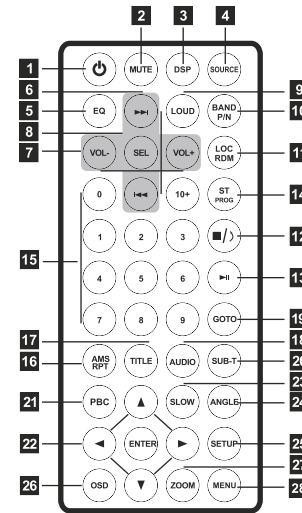 2 3 4
1 MUTE DSP SOURCE
6 9
5 EQ LOUD BAND P/N 10
8
7 VOL- SEL VOL+ LOC RDM 11
0 10+ ST PROG 14
1 2 3 12
15
4 5 6 13
7 8 9 GOTO 19
17 18
16 AMS RPT TITLE AUDIO SUB-T 20
23
21 PBC SLOW ANGLE 24
22 ENTER SETUP 25
27
26 OSD ZOOM MENU 28